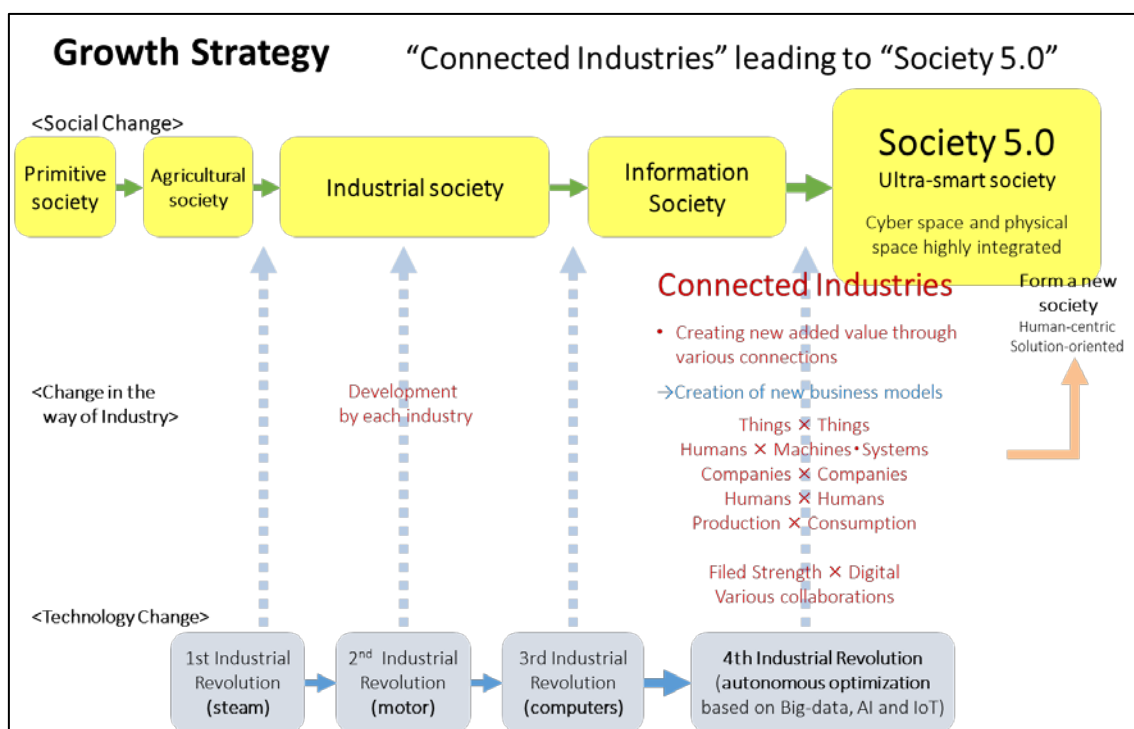 Growth Strategy
“Connected Industries” leading to “Society 5.0”
<Social Change>
Primitive
society
Agricultural
society
Industrial society
Information
Society
Society 5.0
Ultra-smart society
Cyber space and physical
space highly integrated
Connected Industries
• Creating new added value through
various connections
→Creation of new business models
Things × Things
Humans × Machines・Systems
Companies × Companies
Humans × Humans
Production × Consumption
Filed Strength × Digital
Various collaborations
Form a new
society
Human-centric
Solution-oriented
<Change in the
way of Industry>
Development
by each industry
<Technology Change>
1st Industrial
Revolution
(steam)
2nd Industrial
Revolution
(motor)
3rd Industrial
Revolution
(computers)
4th Industrial Revolution
(autonomous optimization
based on Big-data, AI and IoT)